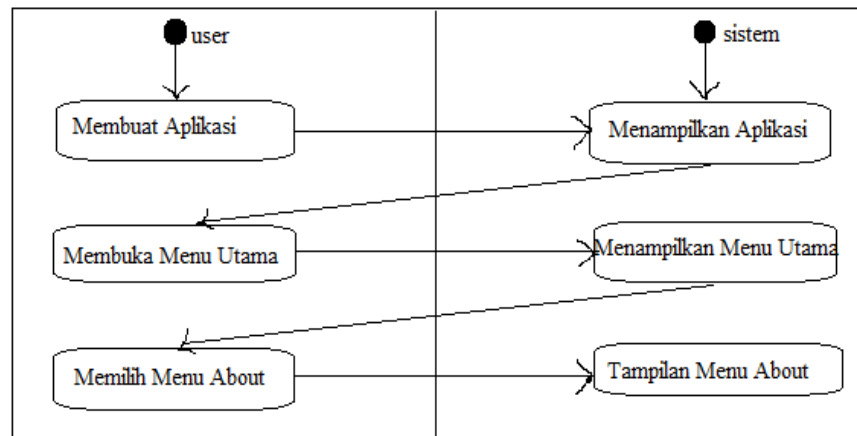 user
sistem
Membuat Aplikasi
Menampilkan Aplikasi
Membuka Menu Utama
Menampilkan Menu Utama
Memilih Menu About
Tampilan Menu About